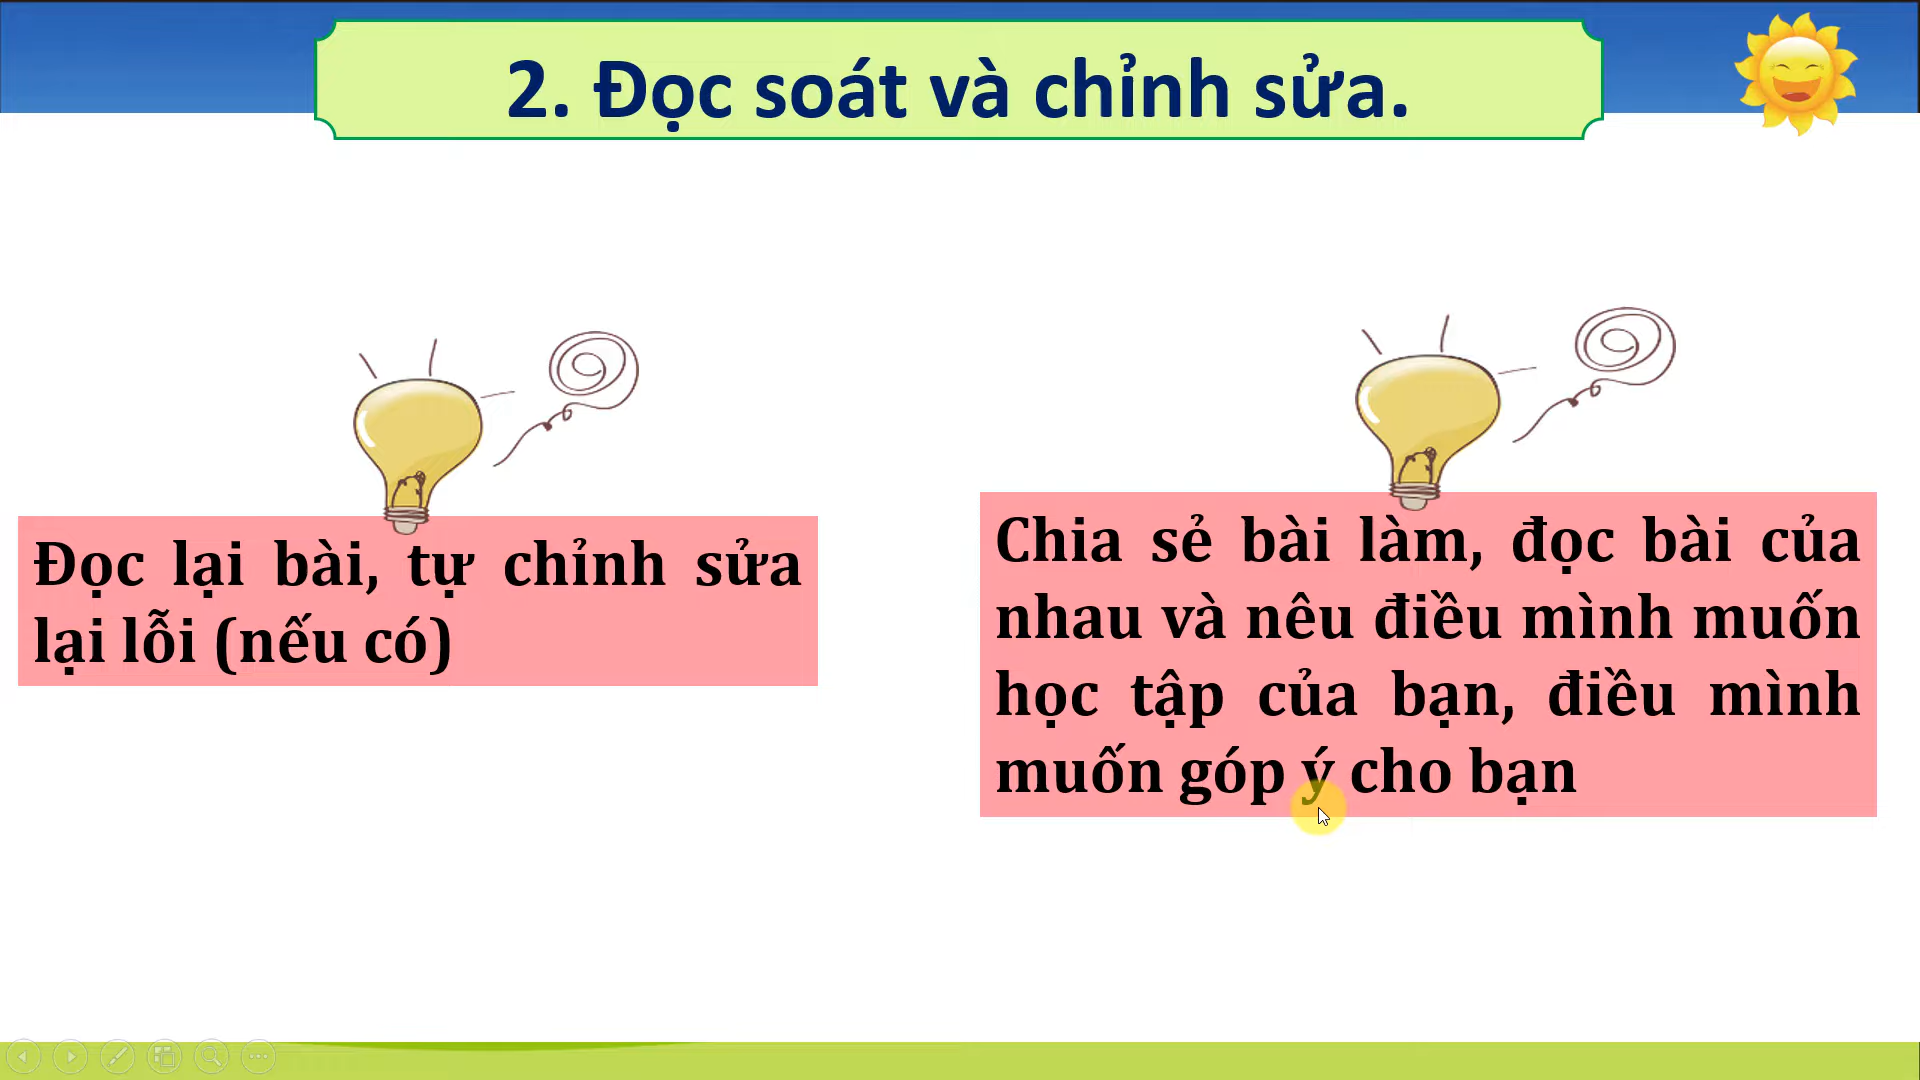 2. Đọc soát và chỉnh sửa.
Đọc lại bài, tự chỉnh sửa
lại lỗi (nếu có)
Chia sẻ bài làm, đọc bài của
nhau và nêu điều mình muốn
học tập của bạn, điều mình
muốn góp ý cho bạn